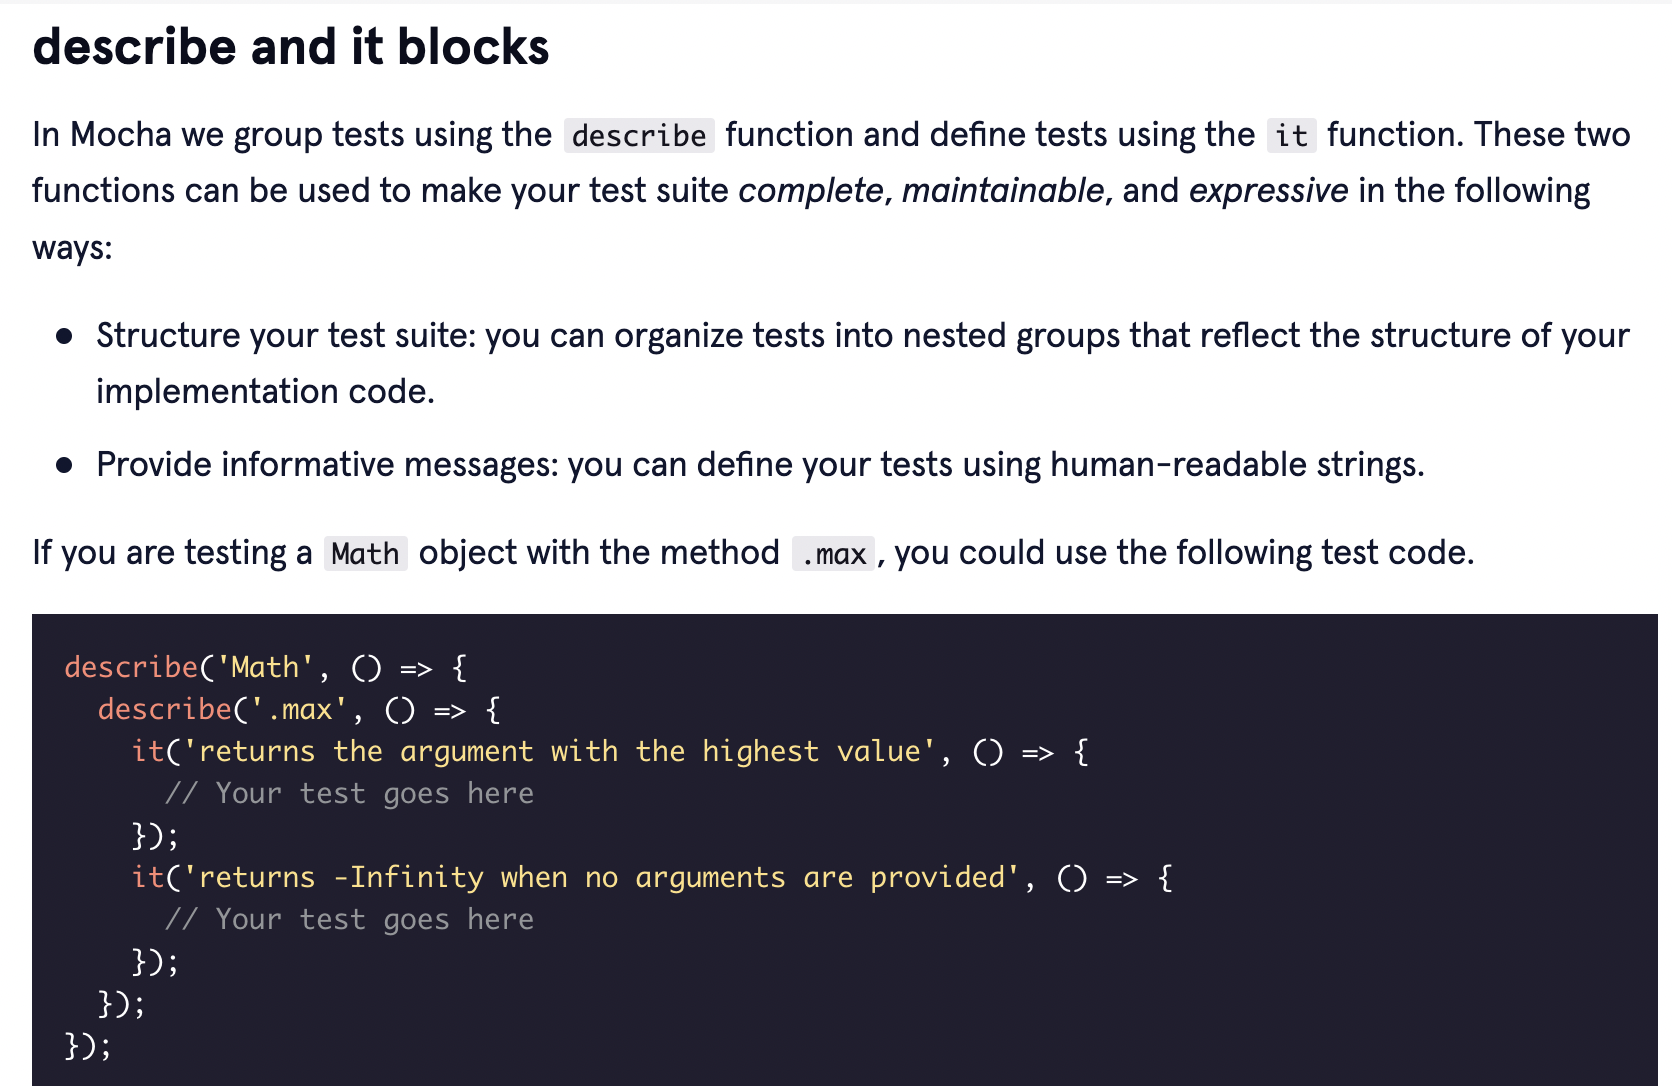 describe and it blocks
In Mocha we group tests using the describe function and define tests using the it function. These two
functions can be used to make your test suite complete, maintainable, and expressive in the following
ways:
● Structure your test suite: you can organize tests into nested groups that reflect the structure of your
implementation code.
● Provide informative messages: you can define your tests using human-readable strings.
If you are testing a Math object with the method .max, you could use the following test code.
describe('Math', () => {
  describe('.max', () => {
    it('returns the argument with the highest value', () => {
      // Your test goes here
    });
    it('returns -Infinity when no arguments are provided', () => {
      // Your test goes here
    });
  });
});